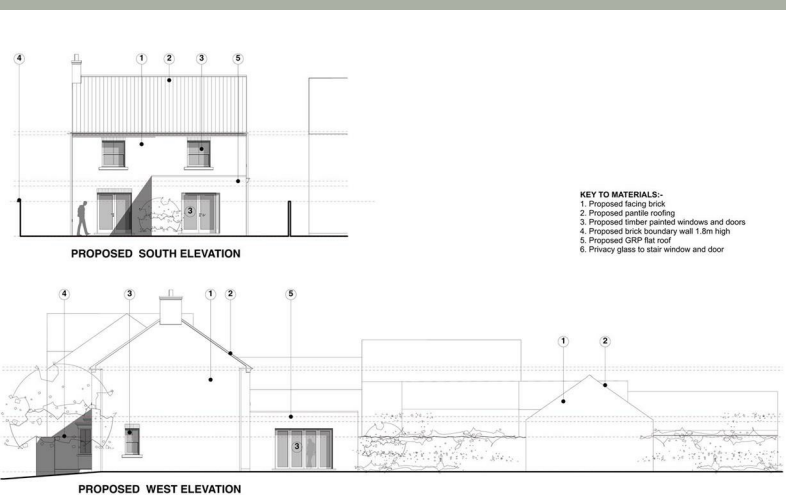 4 1 2 3 5
3
PROPOSED SOUTH ELEVATION
KEY TO MATERIALS:-
1. Proposed facing brick
2. Proposed pantile roofing
3. Proposed timber painted windows and doors
4. Proposed brick boundary wall 1.8m high
5. Proposed GRP flat roof
6. Privacy glass to stair window and door
4 3 1 2 5
1 2
3
PROPOSED WEST ELEVATION